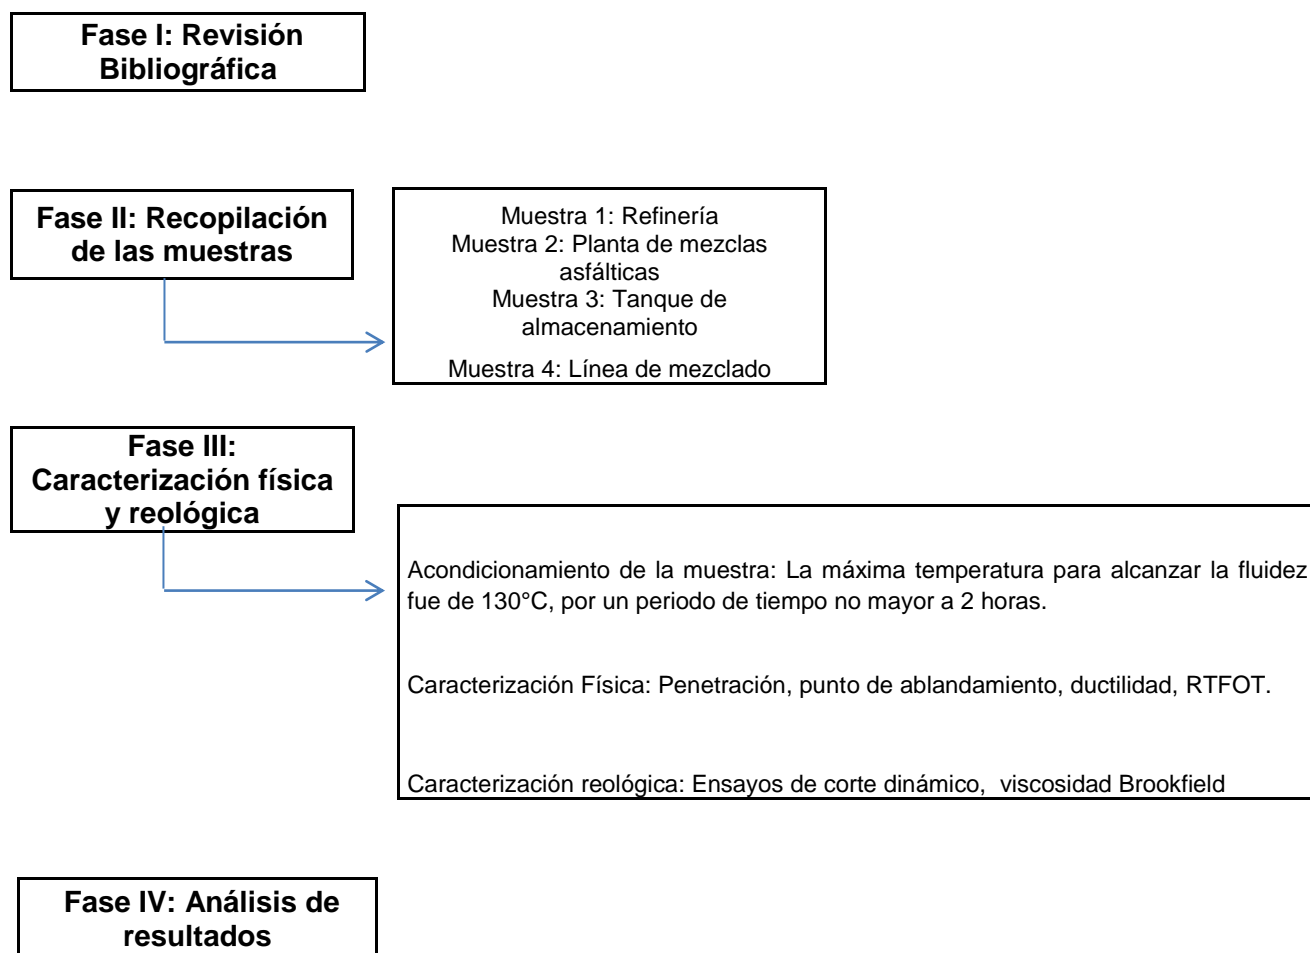 Fase I: Revisión
Bibliográfica
Fase II: Recopilación
de las muestras
Muestra 1: Refinería
Muestra 2: Planta de mezclas
asfálticas
Muestra 3: Tanque de
almacenamiento
Muestra 4: Línea de mezclado
Fase III:
Caracterización física
y reológica
Acondicionamiento de la muestra: La máxima temperatura para alcanzar la fluidez
fue de 130°C, por un periodo de tiempo no mayor a 2 horas.
Caracterización Física: Penetración, punto de ablandamiento, ductilidad, RTFOT.
Caracterización reológica: Ensayos de corte dinámico, viscosidad Brookfield
Fase IV: Análisis de
resultados